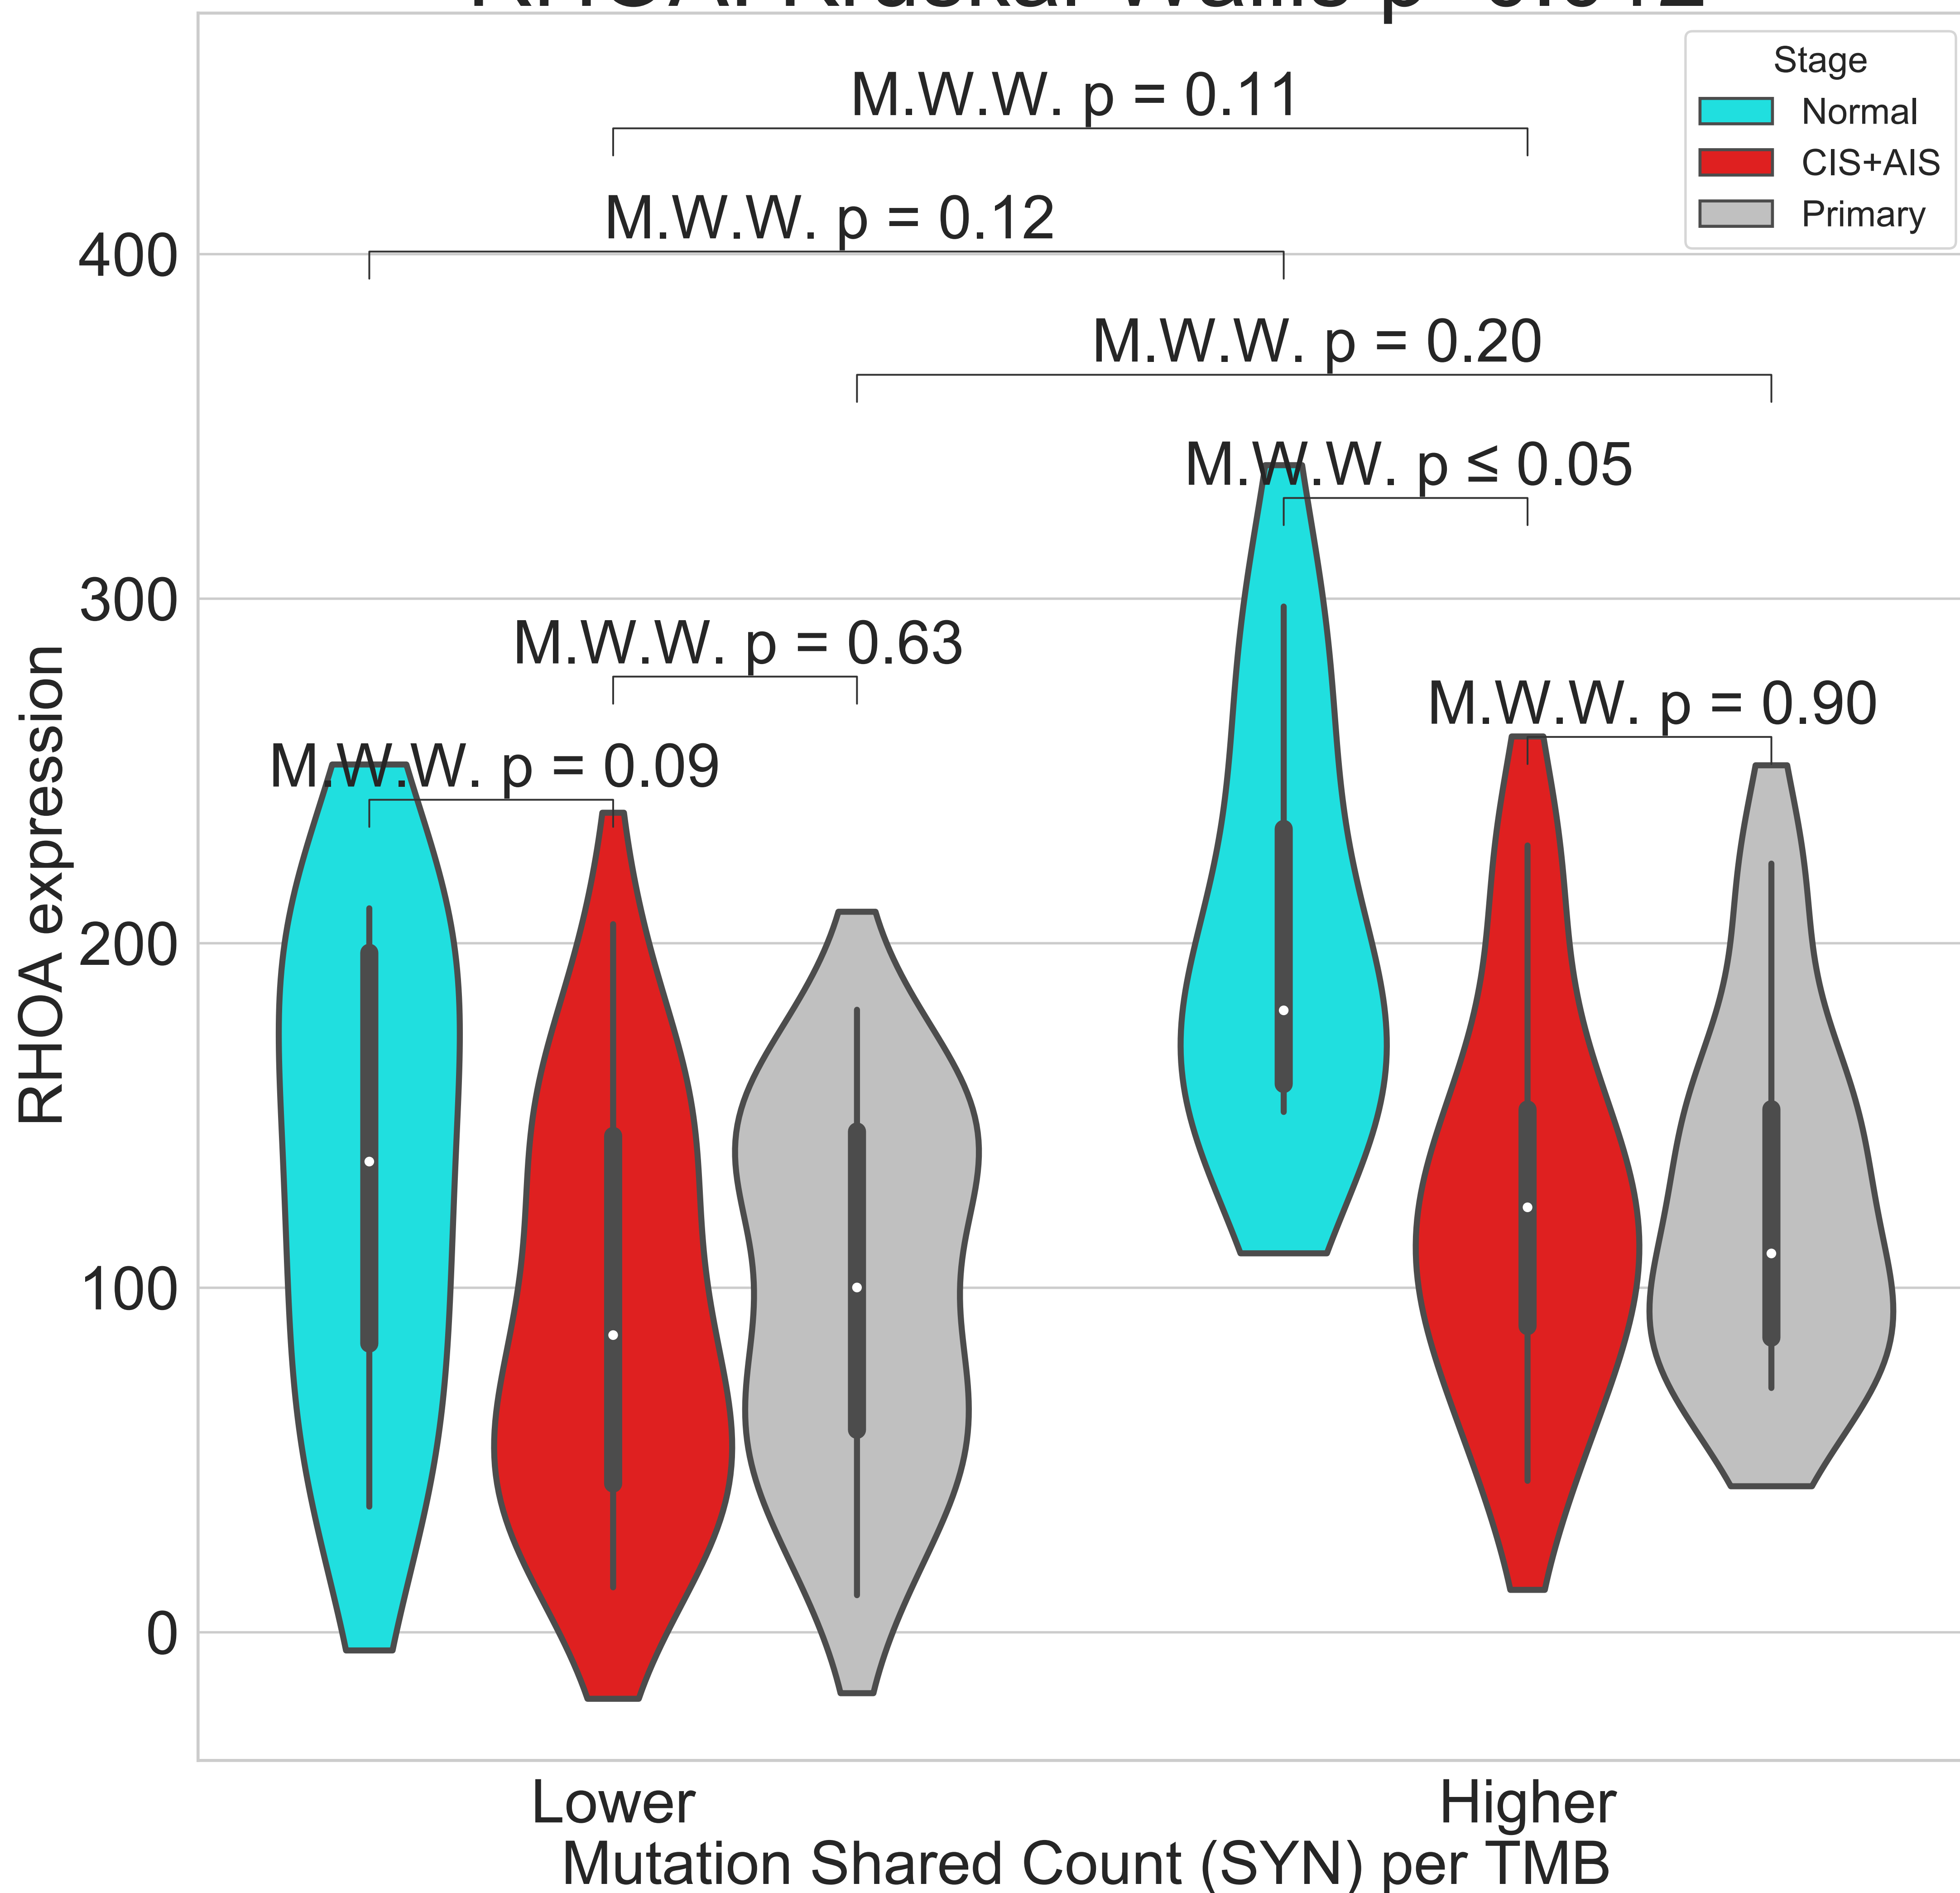 Stage
Normal
CIS+AIS
Primary
M.W.W. p = 0.11
M.W.W. p = 0.12
M.W.W. p = 0.20
M.W.W. p ≤ 0.05
M.W.W. p = 0.63
M.W.W. p = 0.90
M.W.W. p = 0.09
400
300
200
100
0
RHOA expression
Lower
Higher
Mutation Shared Count (SYN) per TMB